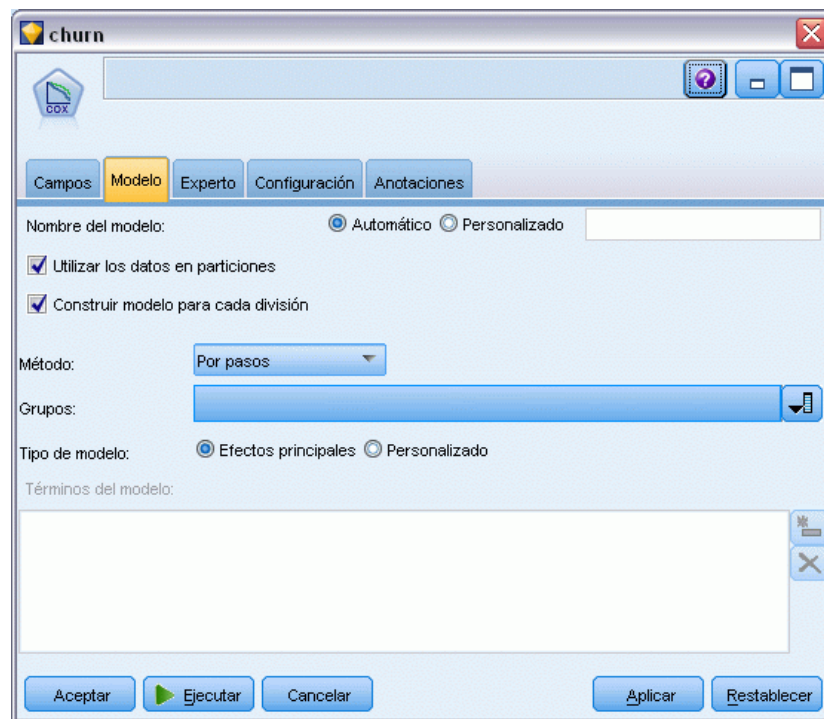 churn
COX
Campos Modelo Experto Configuración Anotaciones
Nombre del modelo: Automático Personalizado
Utilizar los datos en particiones
Construir modelo para cada división
Método: Por pasos
Grupos:
Tipo de modelo: Efectos principales Personalizado
Términos del modelo:
Aceptar Ejecutar Cancelar Aplicar Restablecer